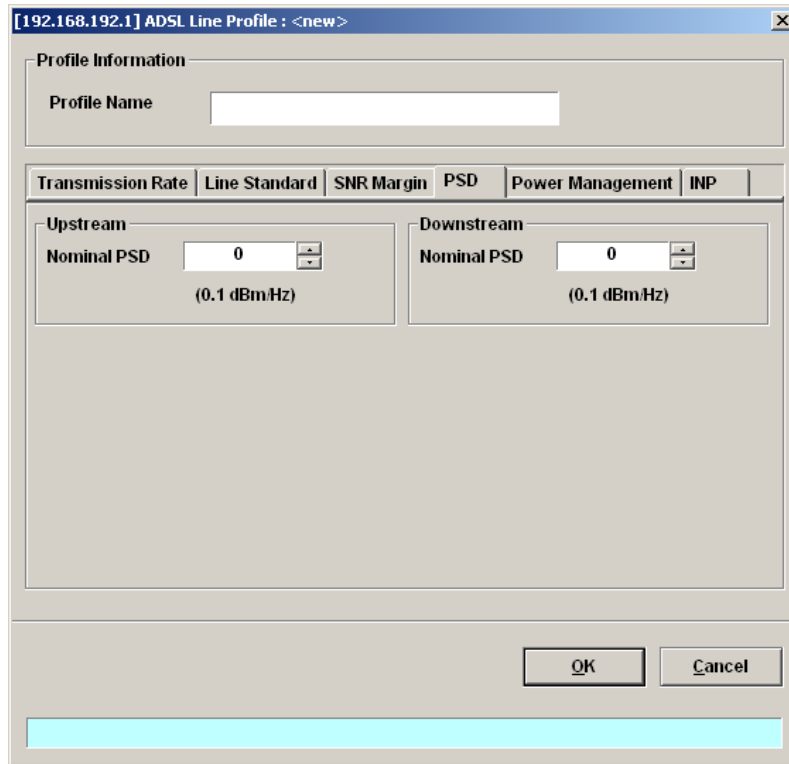 [192.168.192.1] ADSL Line Profile : <new>
Profile Information
Profile Name
Transmission Rate Line Standard SNR Margin PSD Power Management INP
Upstream
Nominal PSD 0
(0.1 dBm/Hz)
Downstream
Nominal PSD 0
(0.1 dBm/Hz)
OK Cancel